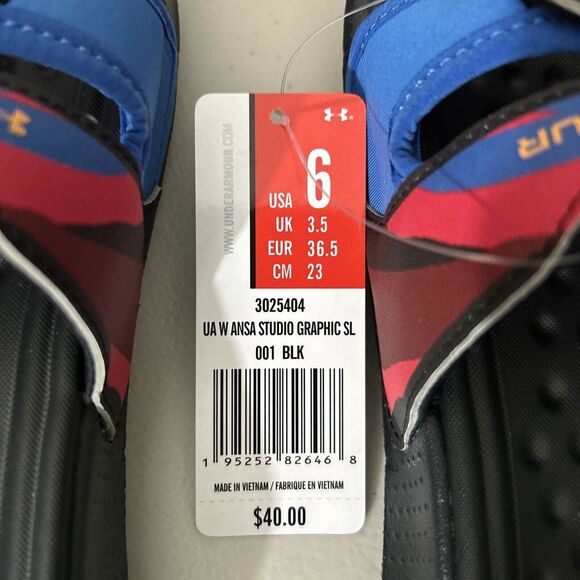 WWW.UNDERARMOUR.COM
USA 6
UK 3.5
EUR 36.5
CM 23
3025404
UA W ANSA STUDIO GRAPHIC SL
001 BLK
1 95252 82646 8
MADE IN VIETNAM / FABRIQUE EN VIETNAM
$40.00
UR